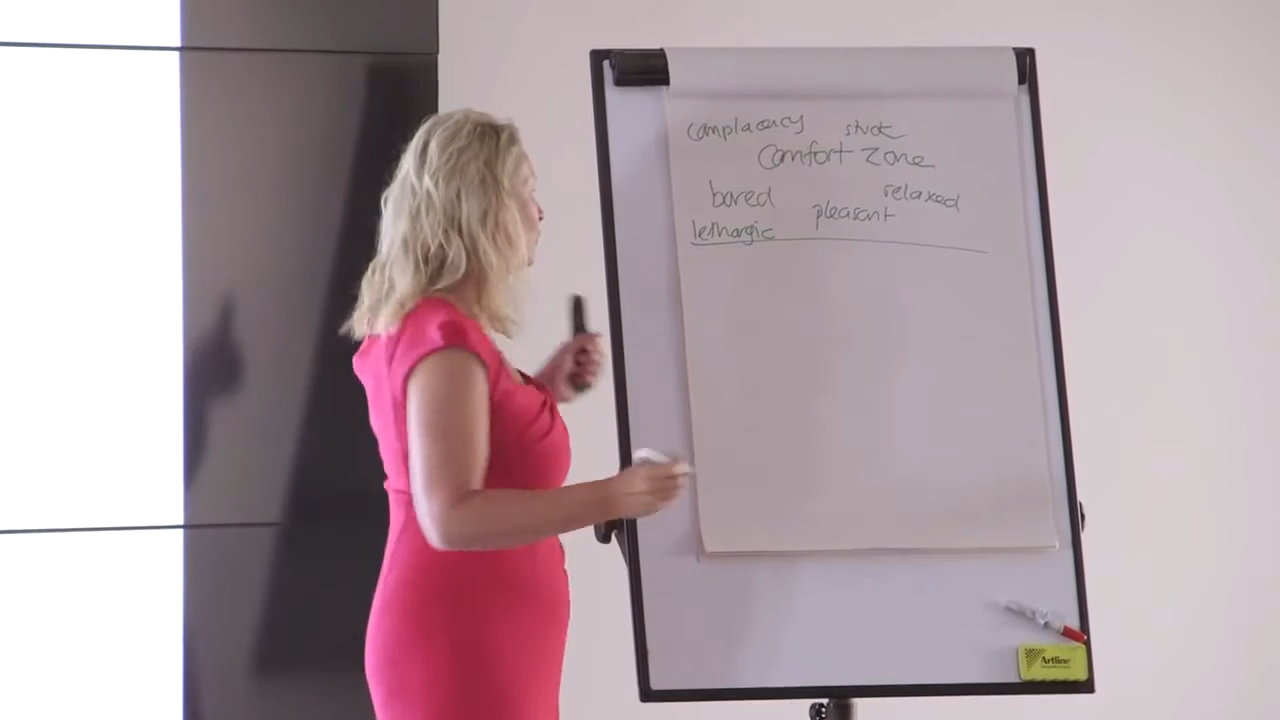 complacency stuck
Comfort Zone
bored relaxed
pleasant
lethargic
Artline